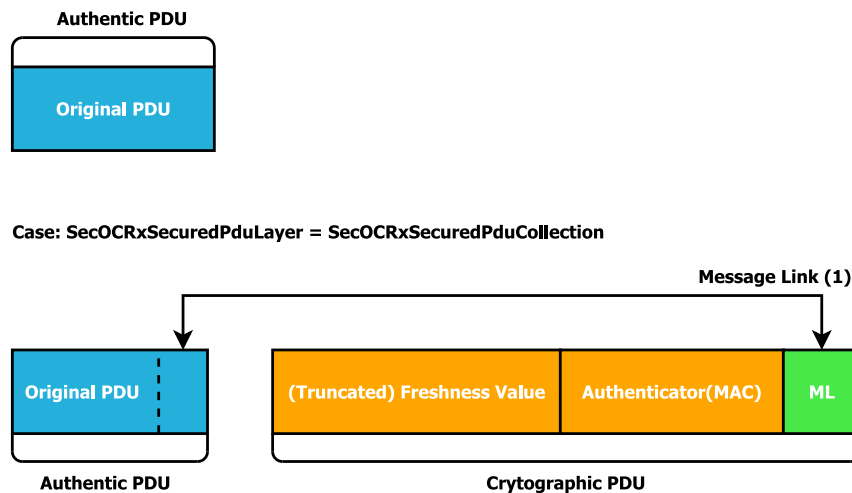 Authentic PDU
Original PDU
Case: SecOCRxSecuredPduLayer = SecOCRxSecuredPduCollection
Message Link (1)
Original PDU
(Truncated) Freshness Value
Authenticator(MAC)
ML
Authentic PDU
Crytographic PDU